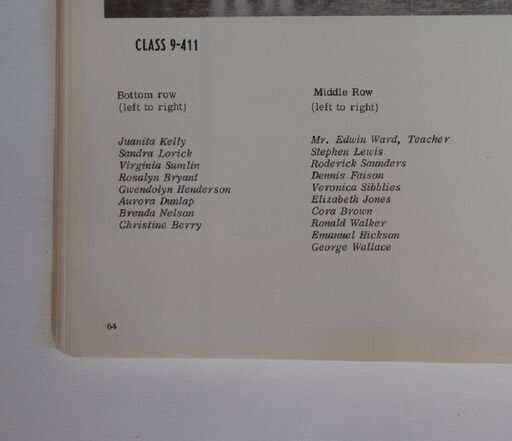 CLASS 9-411
Bottom row
(left to right)
Juanita Kelly
Sandra Lorick
Virginia Sumlin
Rosalyn Bryant
Gwendolyn Henderson
Aurora Dunlap
Brenda Nelson
Christine Berry
Middle Row
(left to right)
Mr. Edwin Ward, Teacher
Stephen Lewis
Roderick Saunders
Dennis Faison
Veronica Sibblies
Elizabeth Jones
Cora Brown
Ronald Walker
Emanuel Hickson
George Wallace
64